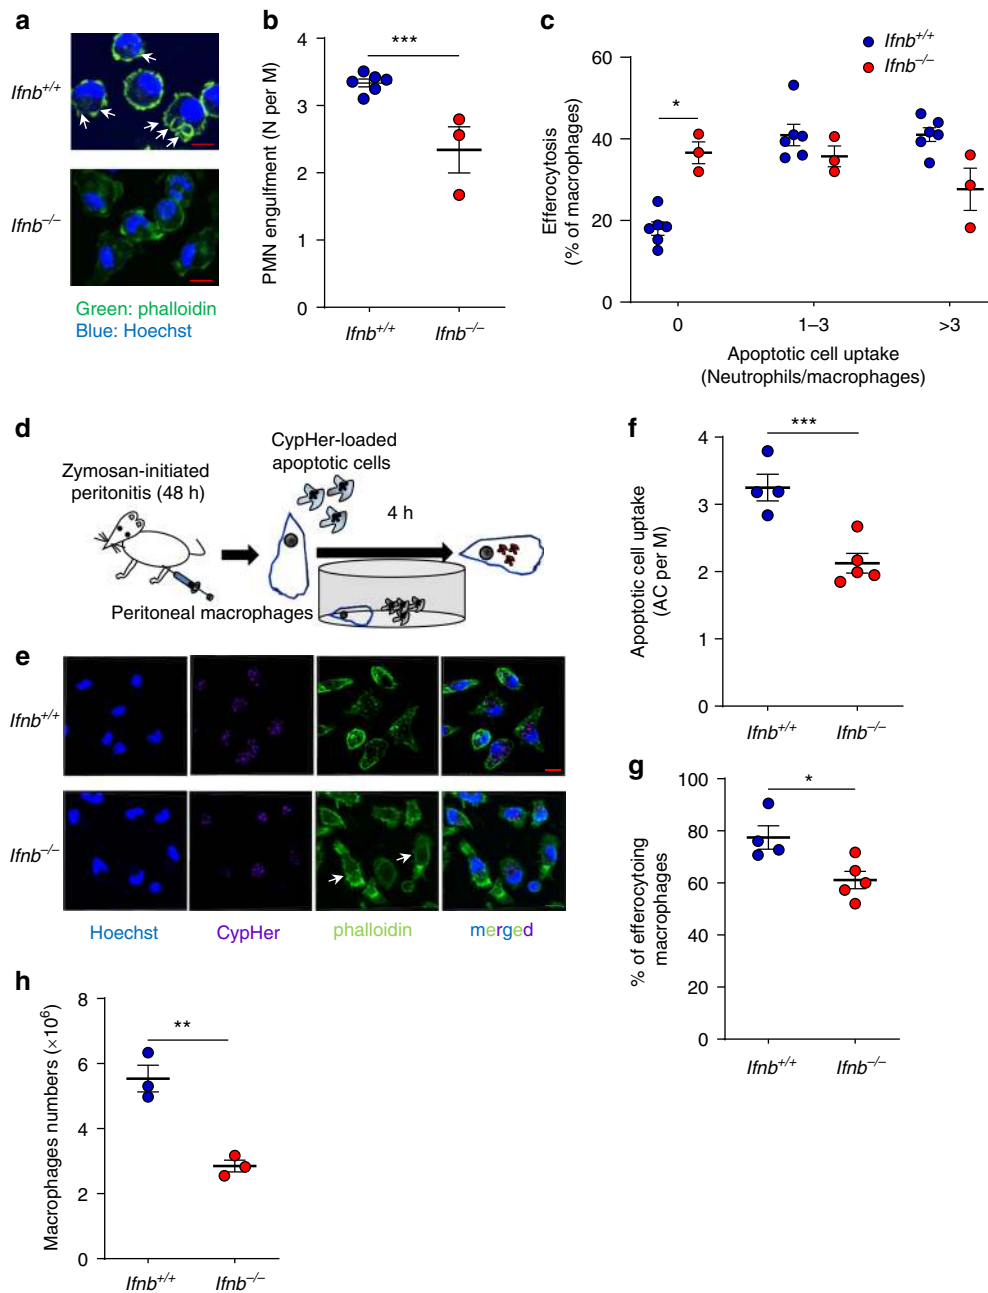 a
Ifnb+/+
Ifnb–/–
Green: phalloidin
Blue: Hoechst
b
PMN engulfment (N per M)
4
3
2
1
0
***
Ifnb+/+
Ifnb–/–
c
Ifnb+/+
Ifnb–/–
Efferocytosis
(% of macrophages)
60
40
20
0
*
0
1–3
>3
Apoptotic cell uptake
(Neutrophils/macrophages)
d
Zymosan-initiated
peritonitis (48 h)
CypHer-loaded
apoptotic cells
4 h
Peritoneal macrophages
e
Ifnb+/+
Ifnb–/–
Hoechst
CypHer
phalloidin
merged
f
Apoptotic cell uptake
(AC per M)
4
3
2
1
0
***
Ifnb+/+
Ifnb–/–
g
% of efferocytoing
macrophages
100
80
60
40
20
0
*
Ifnb+/+
Ifnb–/–
h
Macrophages numbers (×10⁶)
8
6
4
2
0
**
Ifnb+/+
Ifnb–/–